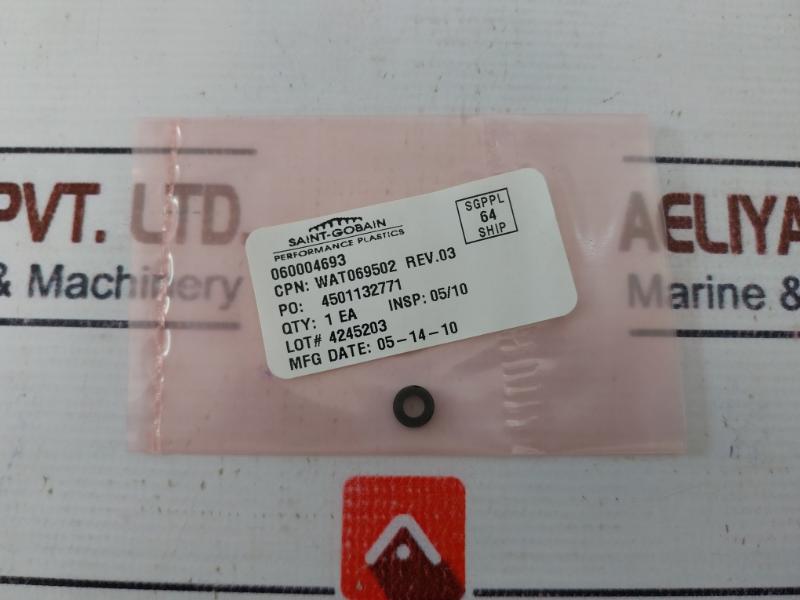 SAINT-GOBAIN
PERFORMANCE PLASTICS
SGPPL
64
SHIP
060004693
CPN: WAT069502 REV.03
PO: 4501132771
QTY: 1 EA INSP: 05/10
LOT# 4245203
MFG DATE: 05-14-10
PVT. LTD.
& Machinery
AELIYA
Marine &